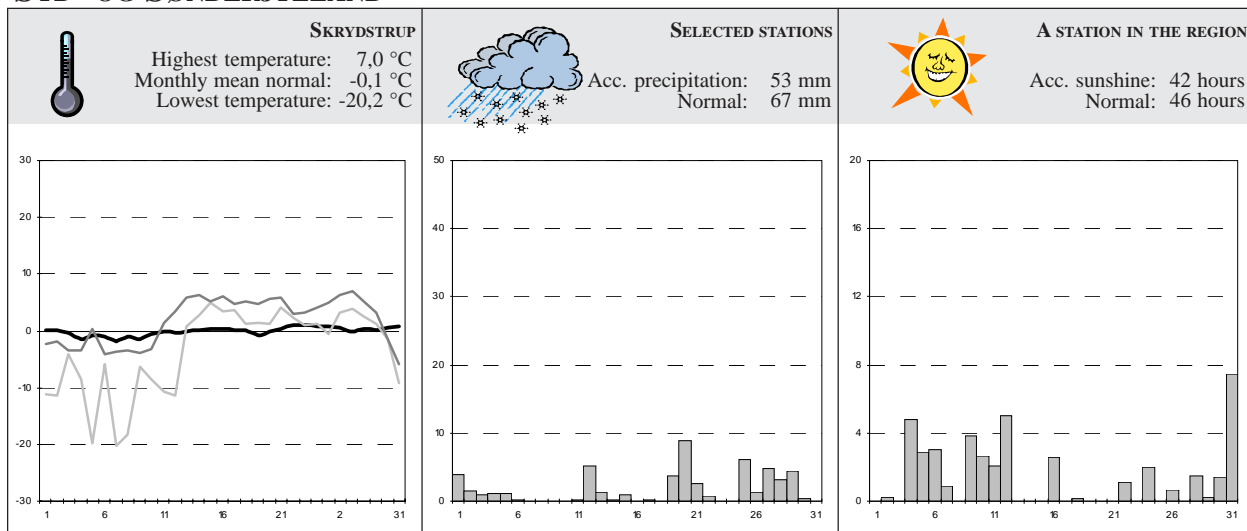 SKRYDSTRUP
Highest temperature: 7,0 °C
Monthly mean normal: -0,1 °C
Lowest temperature: -20,2 °C
SELECTED STATIONS
Acc. precipitation: 53 mm
Normal: 67 mm
A STATION IN THE REGION
Acc. sunshine: 42 hours
Normal: 46 hours
30
20
10
0
-10
-20
-30
1 6 11 16 21 2 31
50
40
30
20
10
0
1 6 11 16 21 26 31
20
16
12
8
4
0
1 6 11 16 21 26 31